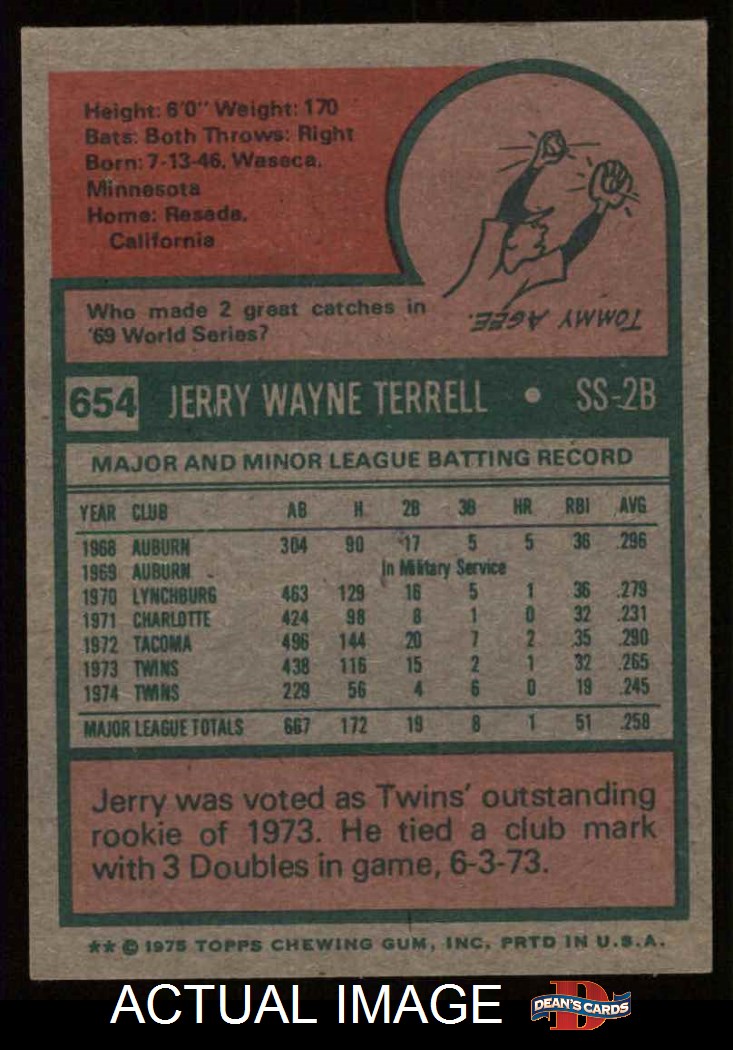 Height: 6'0" Weight: 170
Bats: Both Throws: Right
Born: 7-13-46, Waseca,
Minnesota
Home: Reseda,
California
TOMMY AGEE.
Who made 2 great catches in
'69 World Series?
654 JERRY WAYNE TERRELL • SS-2B
MAJOR AND MINOR LEAGUE BATTING RECORD
YEAR CLUB AB H 2B 3B HR RBI AVG
1968 AUBURN 304 90 17 5 5 36 .296
1969 AUBURN In Military Service
1970 LYNCHBURG 463 129 16 5 1 36 .279
1971 CHARLOTTE 424 98 8 1 0 32 .231
1972 TACOMA 496 144 20 7 2 35 .290
1973 TWINS 438 116 15 2 1 32 .265
1974 TWINS 229 56 4 6 0 19 .245
MAJOR LEAGUE TOTALS 667 172 19 8 1 51 .258
Jerry was voted as Twins' outstanding
rookie of 1973. He tied a club mark
with 3 Doubles in game, 6-3-73.
** © 1975 TOPPS CHEWING GUM, INC. PRTD IN U.S.A.
ACTUAL IMAGE
D
DEAN'S CARDS